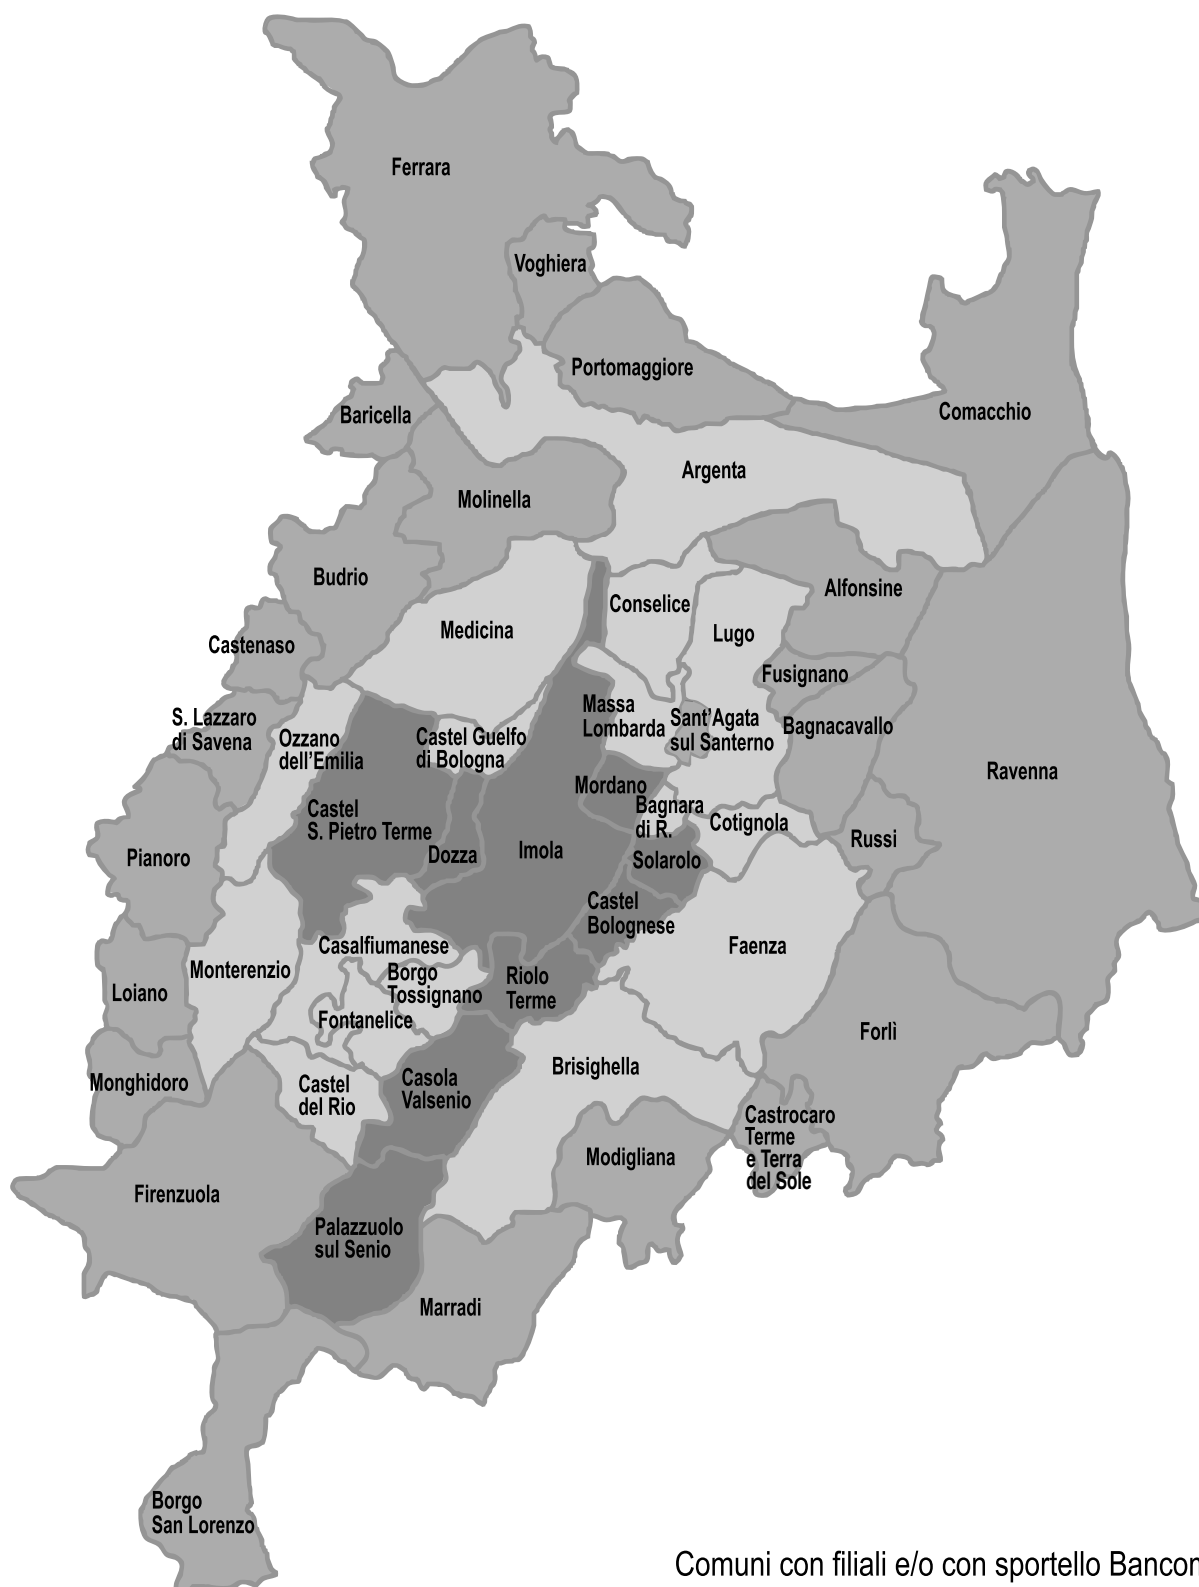 Ferrara
Voghiera
Portomaggiore
Baricella
Comacchio
Argenta
Molinella
Budrio
Alfonsine
Conselice
Medicina
Lugo
Castenaso
Fusignano
Massa
Lombarda
Sant'Agata
sul Santerno
Bagnacavallo
S. Lazzaro
di Savena
Ozzano
dell'Emilia
Castel Guelfo
di Bologna
Ravenna
Mordano
Bagnara
di R.
Castel
S. Pietro Terme
Cotignola
Russi
Dozza
Imola
Solarolo
Pianoro
Castel
Bolognese
Faenza
Casalfiumanese
Monterenzio
Borgo
Tossignano
Riolo
Terme
Loiano
Fontanelice
Forlì
Brisighella
Monghidoro
Castel
del Rio
Casola
Valsenio
Castrocaro
Terme
e Terra
del Sole
Modigliana
Firenzuola
Palazzuolo
sul Senio
Marradi
Borgo
San Lorenzo
Comuni con filiali e/o con sportello Bancom